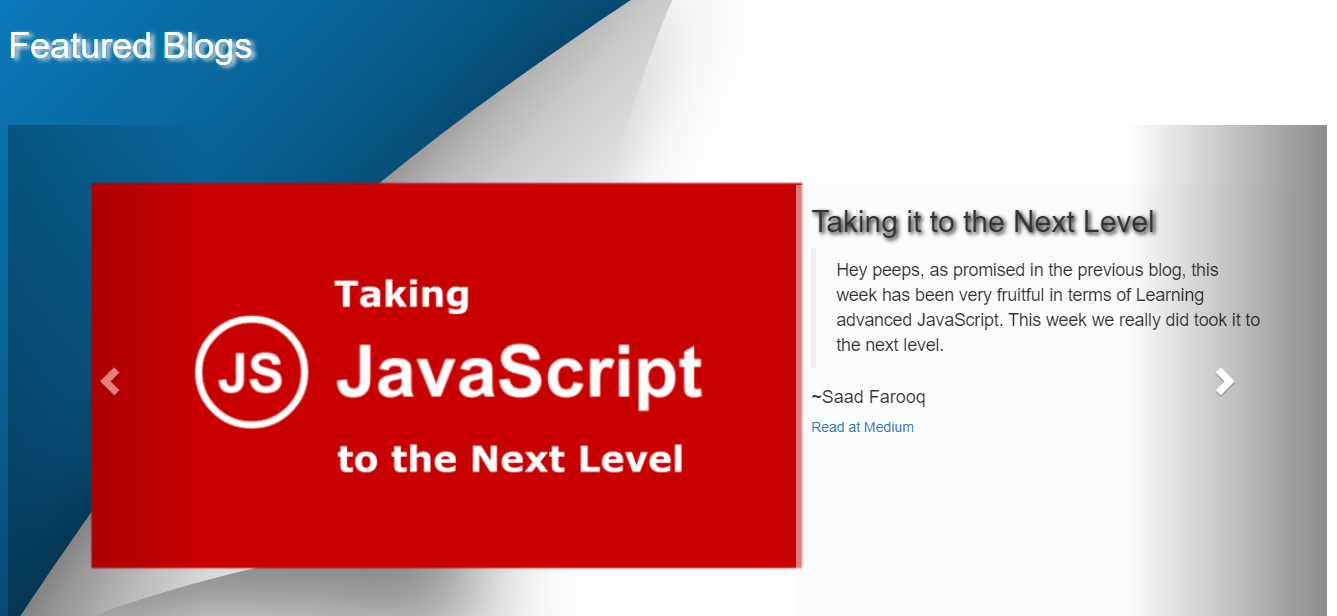 Featured Blogs
Taking
JS
JavaScript
to the Next Level
Taking it to the Next Level
Hey peeps, as promised in the previous blog, this
week has been very fruitful in terms of Learning
advanced JavaScript. This week we really did took it to
the next level.
~Saad Farooq
Read at Medium